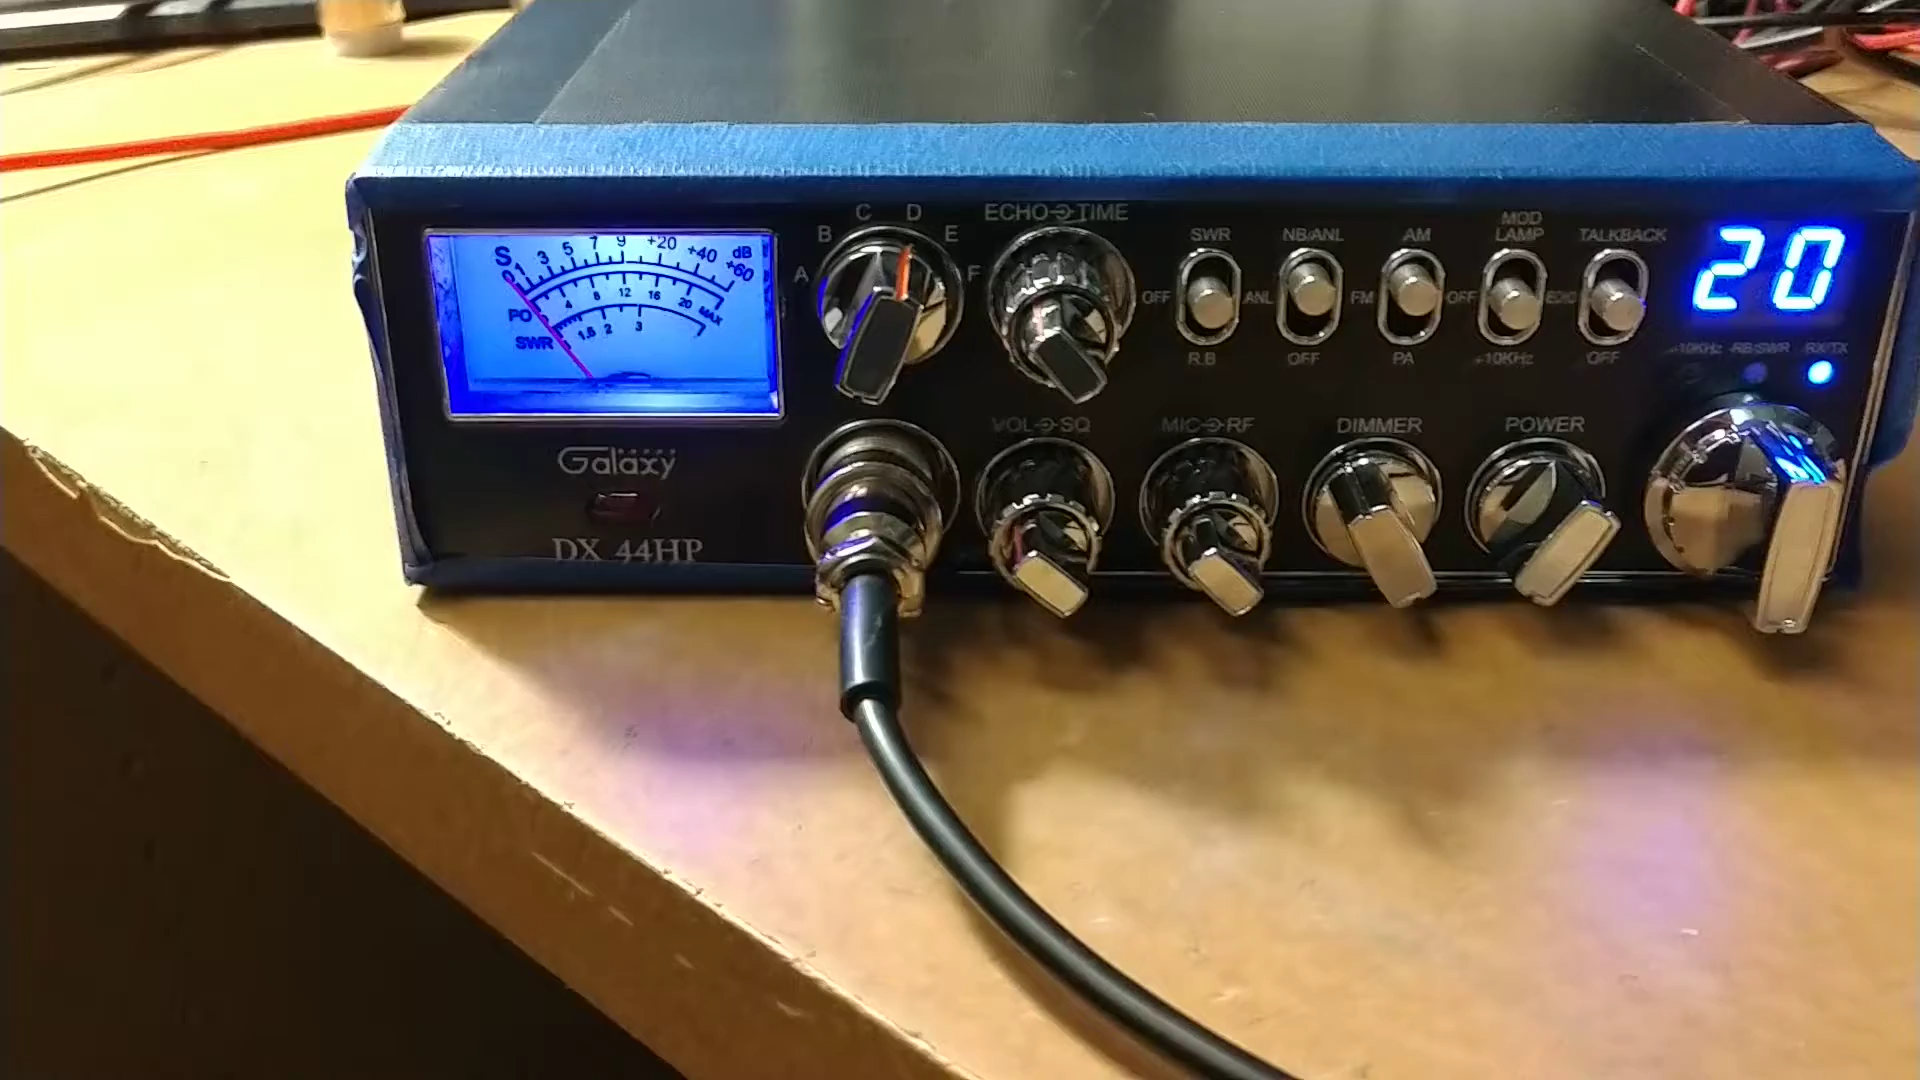 S 0 1 3 5 7 9 +20 +40 +60 dB
PO 4 8 12 16 20 MAX
SWR 1.5 2 3
Galaxy
DX 44HP
A B C D E F
ECHO TIME
SWR OFF R.B
NB/ANL ANL OFF
AM FM PA
MOD
LAMP OFF +10KHz
TALKBACK OFF
20
+10KHz -RB/SWR RX/TX
VOL SQ
MIC RF
DIMMER
POWER